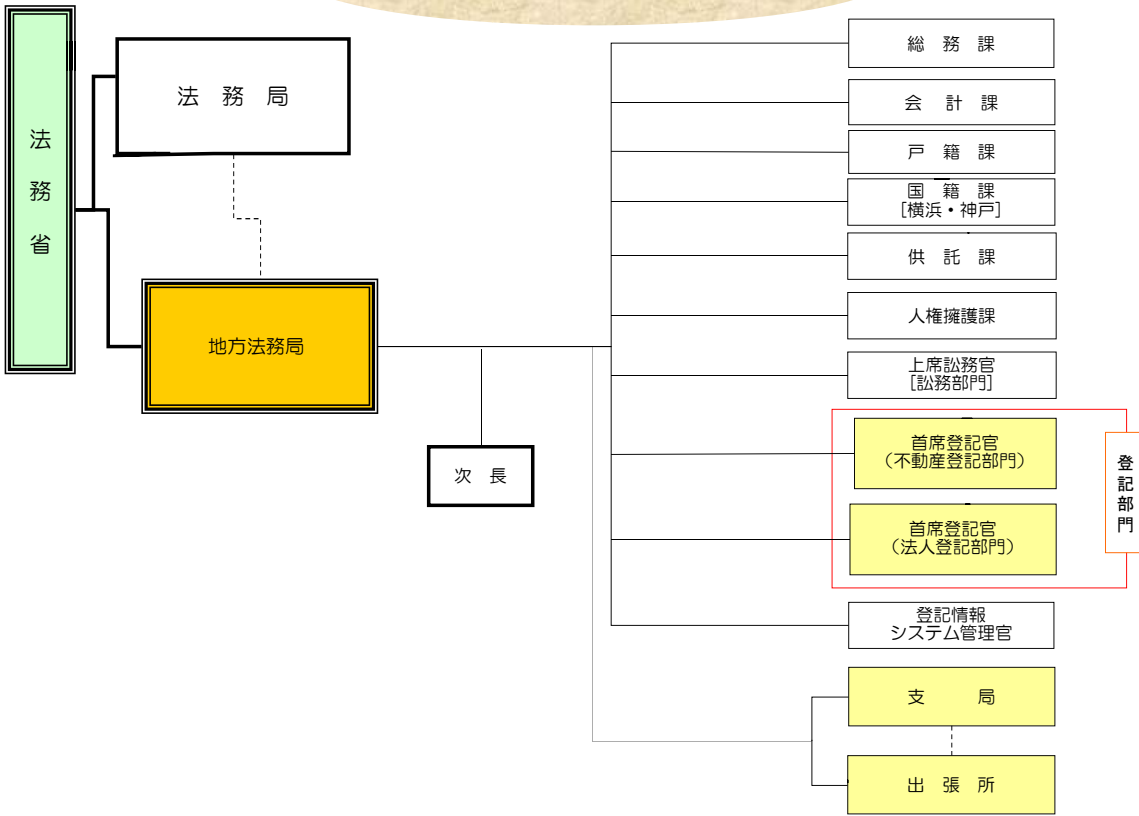 法務省
法　務　局
地方法務局
次　長
総　務　課
会　計　課
戸　籍　課
国　籍　課
[横浜・神戸]
供　託　課
人権擁護課
上席訟務官
[訟務部門]
首席登記官
（不動産登記部門）
首席登記官
（法人登記部門）
登記部門
登記情報
システム管理官
支　　局
出　張　所